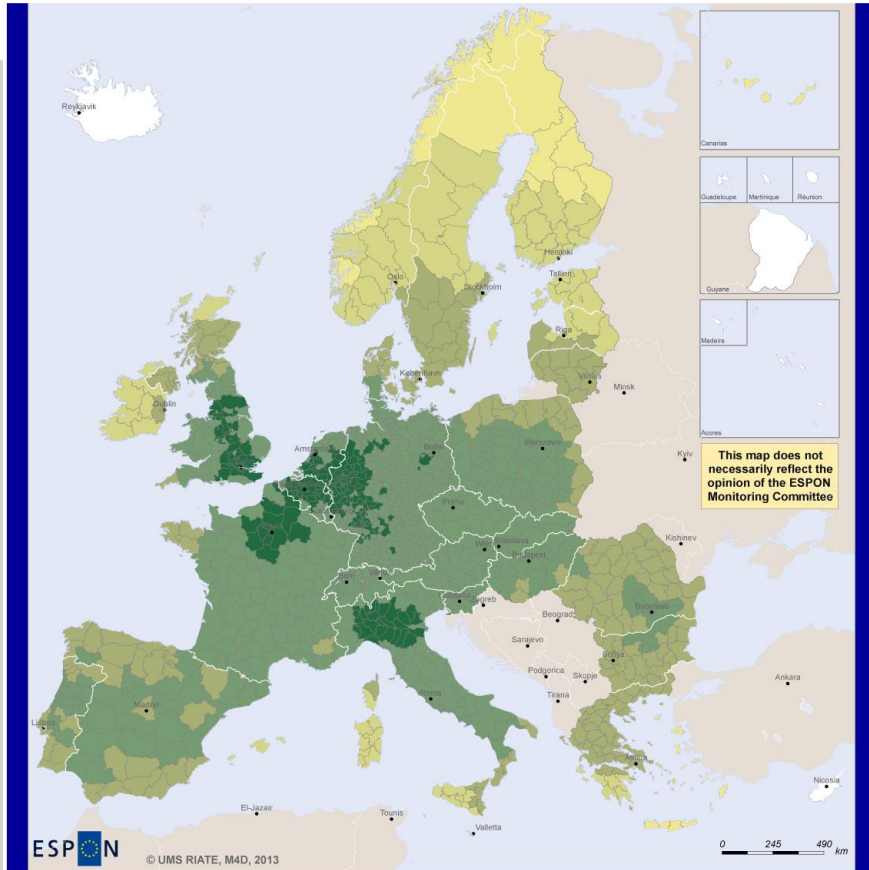 Reykjavik
Canarias
Guadeloupe
Martinique
Réunion
Guyane
Madeira
Acores
Helsinki
Tallinn
Oslo
Stockholm
Riga
København
Vilnius
Minsk
Dublin
Amsterdam
Berlin
Warszawa
Kyiv
This map does not
necessarily reflect the
opinion of the ESPON
Monitoring Committee
Praha
Kishinev
Bratislava
Budapest
Bern
Ljubljana
Zagreb
Beograd
Bucuresti
Sarajevo
Sofiya
Podgorica
Skopje
Tirana
Roma
Madrid
Lisboa
Ankara
Athina
Nicosia
El-Jazair
Tounis
Valletta
ESPON
© UMS RIATE, M4D, 2013
0 245 490 km